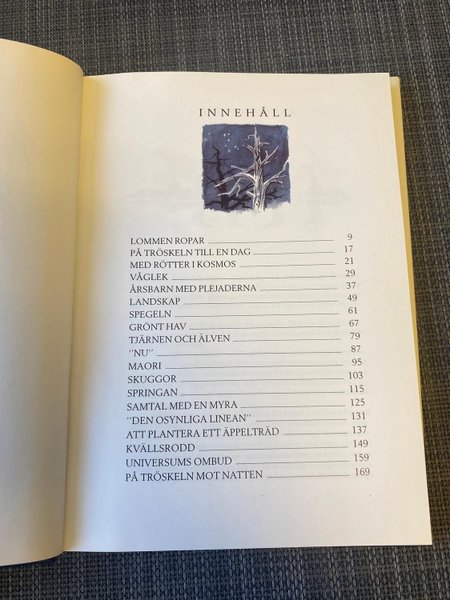 INNEHÅLL
LOMMEN ROPAR 9
PÅ TRÖSKELN TILL EN DAG 17
MED RÖTTER I KOSMOS 21
VÅGLEK 29
ÅRSBARN MED PLEJADERNA 37
LANDSKAP 49
SPEGELN 61
GRÖNT HAV 67
TJÄRNEN OCH ÄLVEN 79
"NU" 87
MAORI 95
SKUGGOR 103
SPRINGAN 115
SAMTAL MED EN MYRA 125
"DEN OSYNLIGA LINEAN" 131
ATT PLANTERA ETT ÄPPELTRÄD 137
KVÄLLSRODD 149
UNIVERSUMS OMBUD 159
PÅ TRÖSKELN MOT NATTEN 169